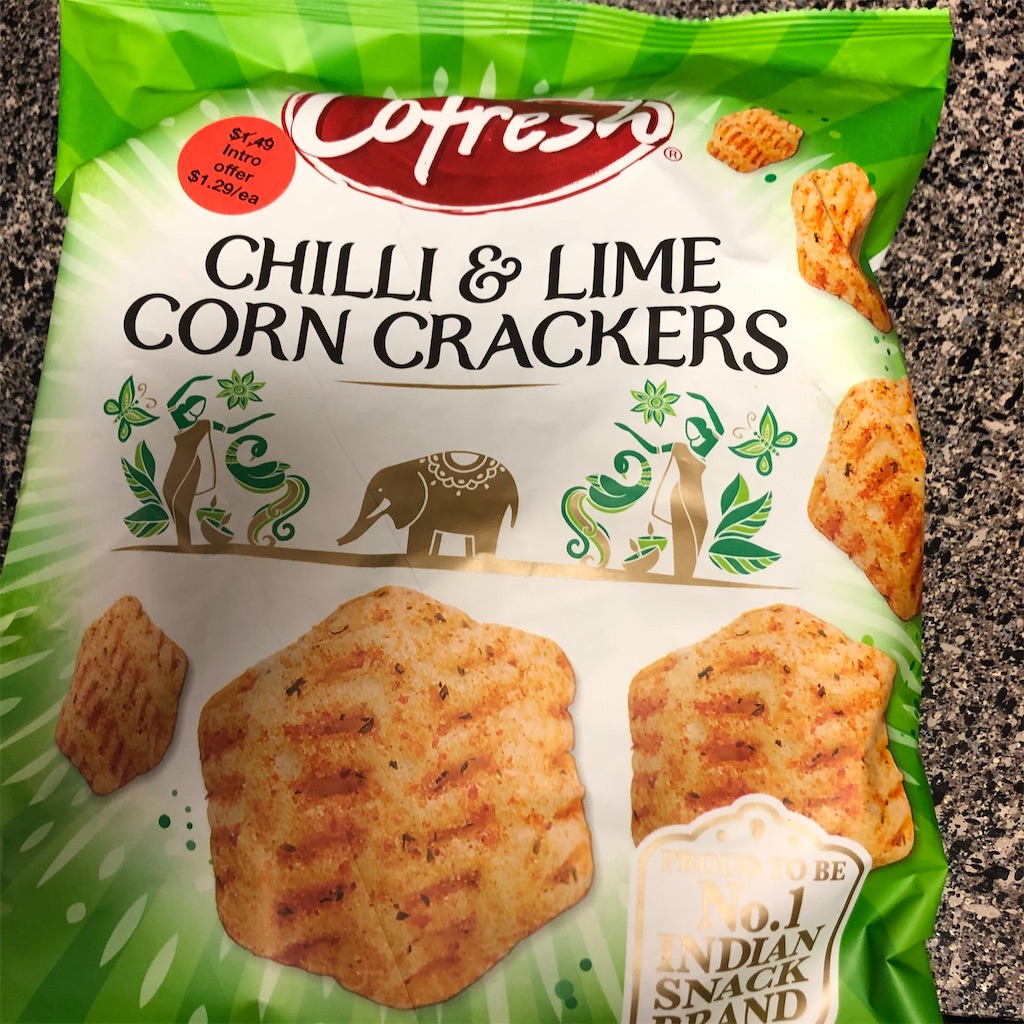 Cofresh
®
$1.49
Intro
offer
$1.29/ea
CHILLI & LIME
CORN CRACKERS
PROUD TO BE
No.1
INDIAN
SNACK
BRAND